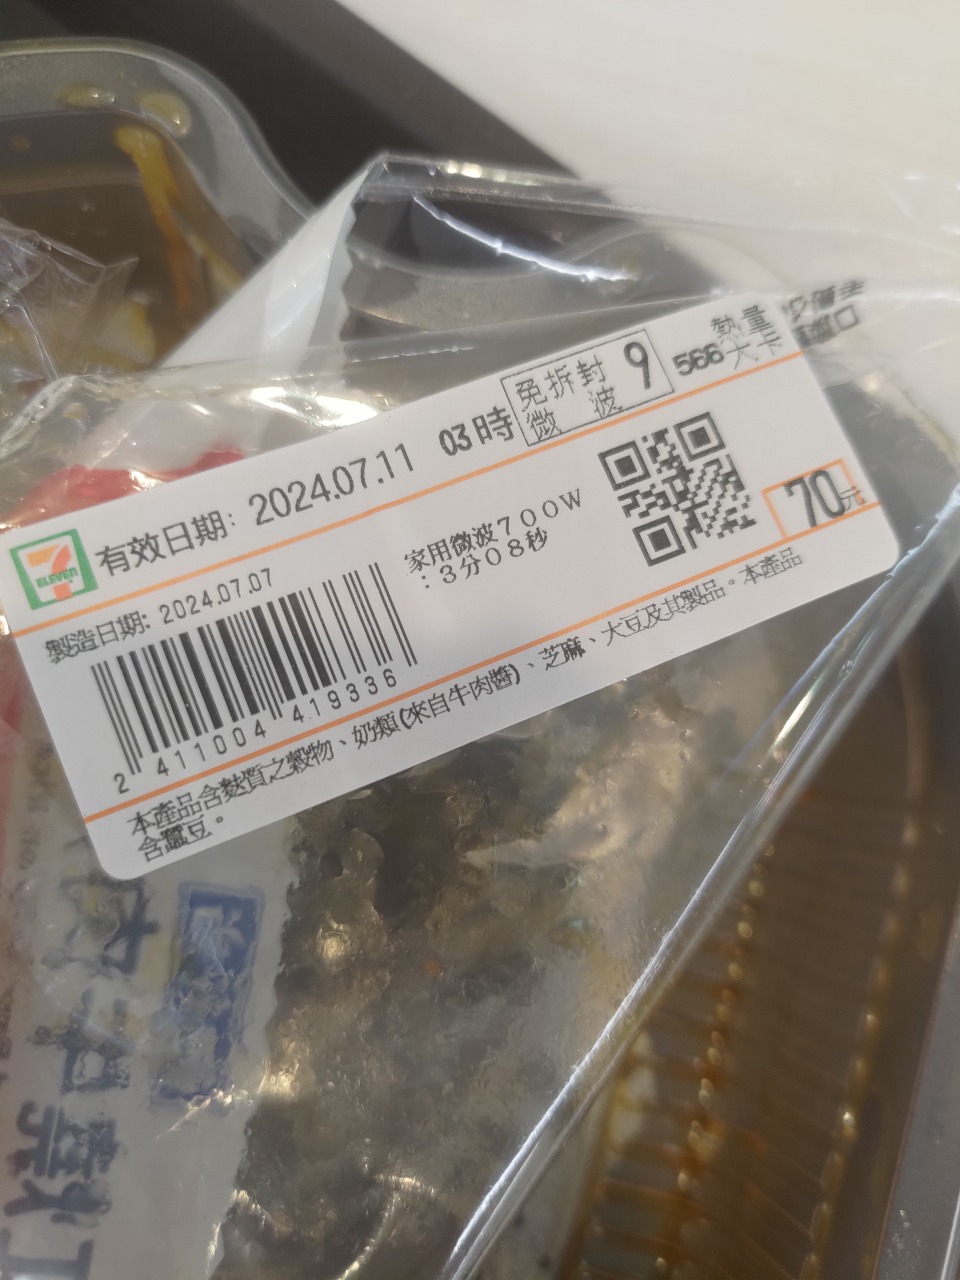 有效日期: 2024.07.11 03時
免拆封
微 波
9
566
熱量
大卡
7
ELEVEN
製造日期: 2024.07.07
家用微波700W
:3分08秒
70元
2 411004 419336
本產品含麩質之穀物、奶類(來自牛肉醬)、芝麻、大豆及其製品。本產品
含蠶豆。